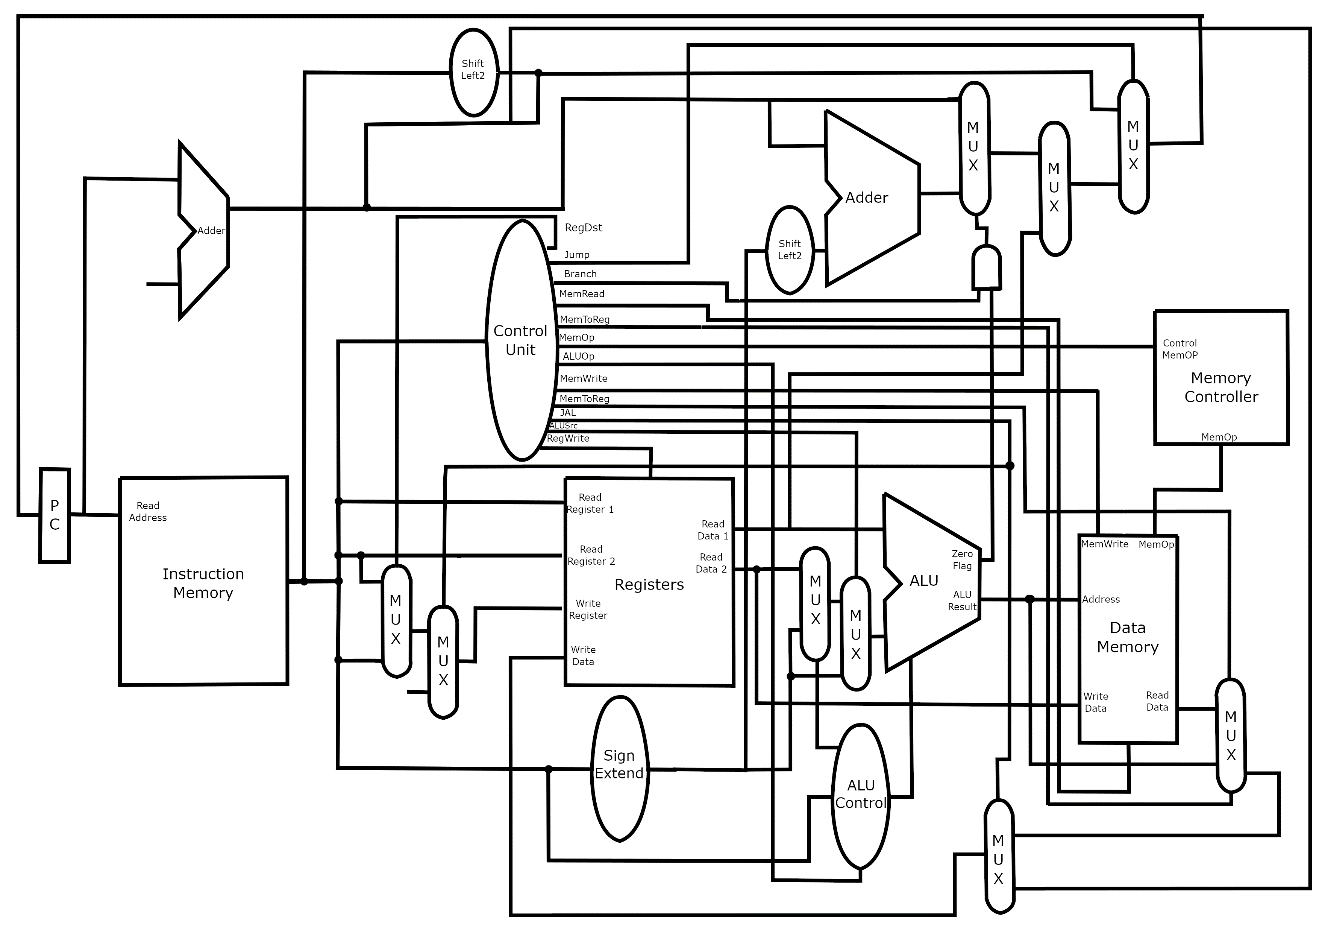 Shift
Left2
MUX
MUX
MUX
Adder
Adder
Shift
Left2
RegDst
Jump
Branch
MemRead
MemToReg
MemOp
ALUOp
MemWrite
MemToReg
JAL
ALUSrc
RegWrite
Control
Unit
Control
MemOP
Memory
Controller
MemOp
PC
Read
Address
Instruction
Memory
Read
Register 1
Read
Register 2
Write
Register
Write
Data
Registers
Read
Data 1
Read
Data 2
MUX
MUX
MUX
MUX
Zero
Flag
ALU
ALU
Result
MemWrite
MemOp
Address
Data
Memory
Write
Data
Read
Data
MUX
Sign
Extend
ALU
Control
MUX